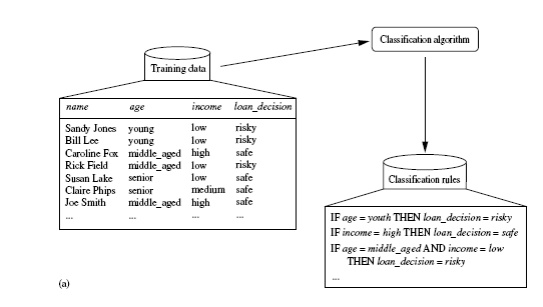 Classification algorithm
Training data
name age income loan_decision
Sandy Jones young low risky
Bill Lee young low risky
Caroline Fox middle_aged high safe
Rick Field middle_aged low risky
Susan Lake senior low safe
Claire Phips senior medium safe
Joe Smith middle_aged high safe
... ... ... ...
Classification rules
IF age = youth THEN loan_decision = risky
IF income = high THEN loan_decision = safe
IF age = middle_aged AND income = low
THEN loan_decision = risky
...
(a)